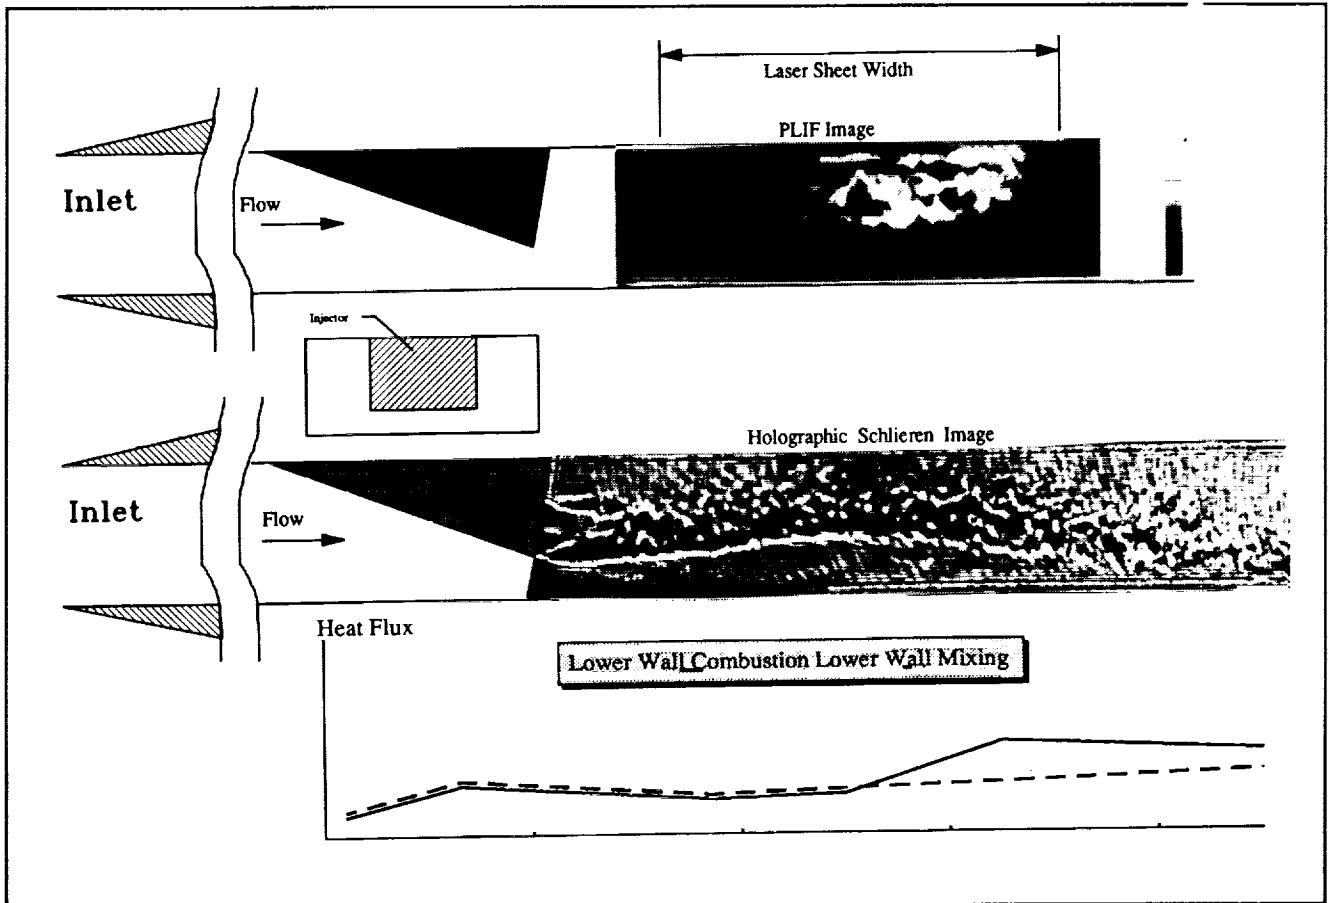 Laser Sheet Width
PLIF Image
Inlet
Flow
Injector
Holographic Schlieren Image
Inlet
Flow
Heat Flux
Lower Wall Combustion Lower Wall Mixing